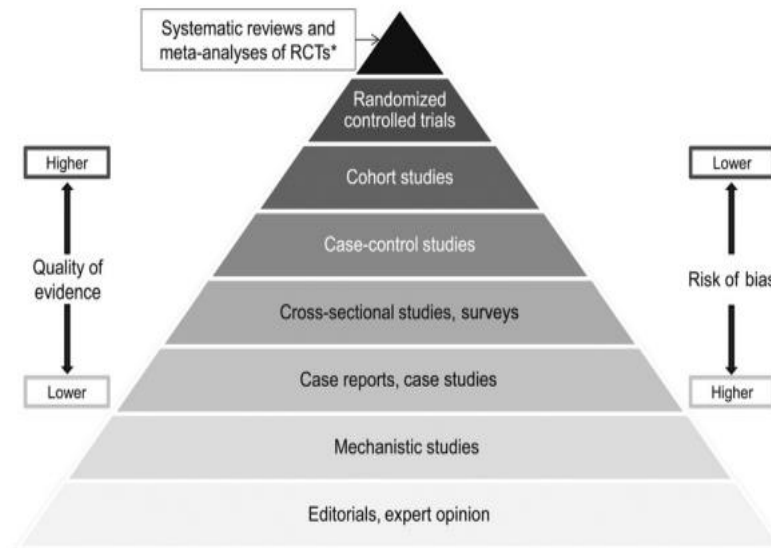 Systematic reviews and
meta-analyses of RCTs*
Randomized
controlled trials
Higher
Lower
Cohort studies
Case-control studies
Quality of
evidence
Risk of bias
Cross-sectional studies, surveys
Case reports, case studies
Lower
Higher
Mechanistic studies
Editorials, expert opinion